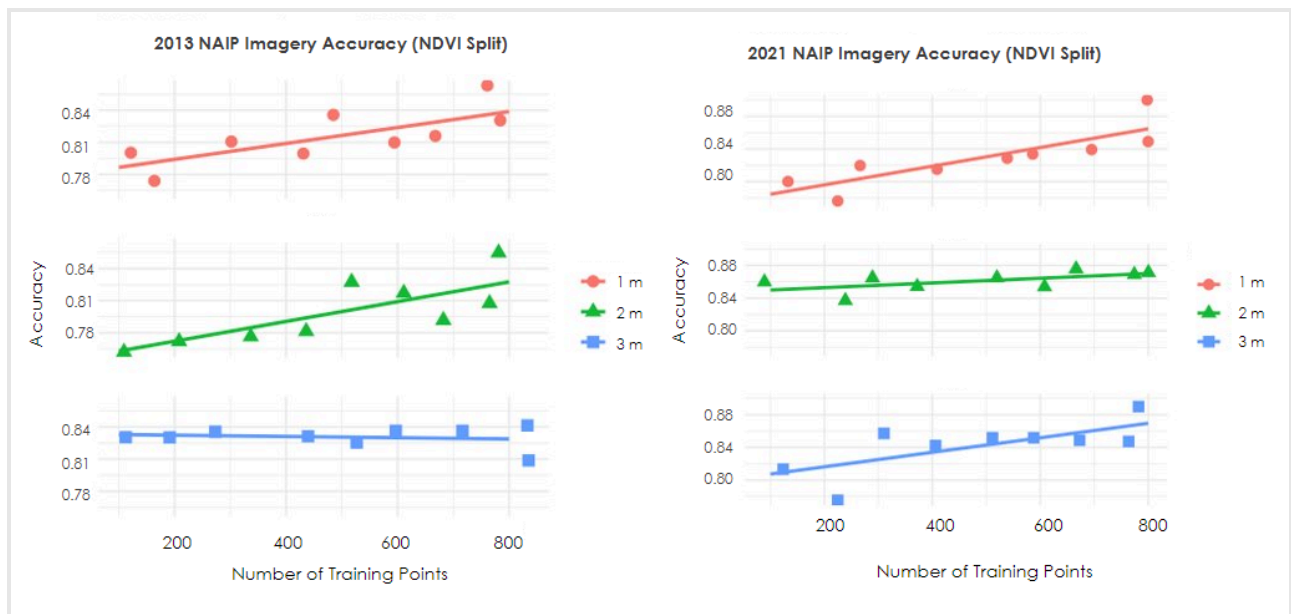 2013 NAIP Imagery Accuracy (NDVI Split)
0.84
0.81
0.78
0.84
0.81
0.78
0.84
0.81
0.78
Accuracy
200 400 600 800
Number of Training Points
1 m
2 m
3 m
2021 NAIP Imagery Accuracy (NDVI Split)
0.88
0.84
0.80
0.88
0.84
0.80
0.88
0.84
0.80
Accuracy
200 400 600 800
Number of Training Points
1 m
2 m
3 m